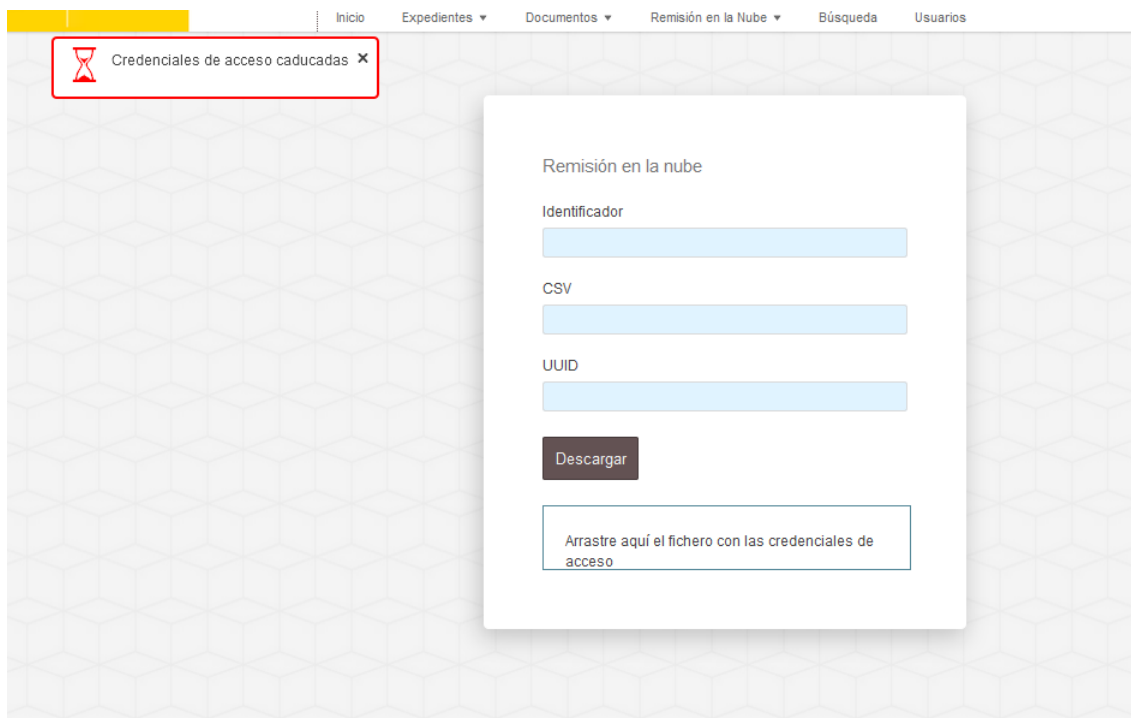 Inicio Expedientes ▼ Documentos ▼ Remisión en la Nube ▼ Búsqueda Usuarios
Credenciales de acceso caducadas ×
Remisión en la nube
Identificador
CSV
UUID
Descargar
Arrastre aquí el fichero con las credenciales de
acceso